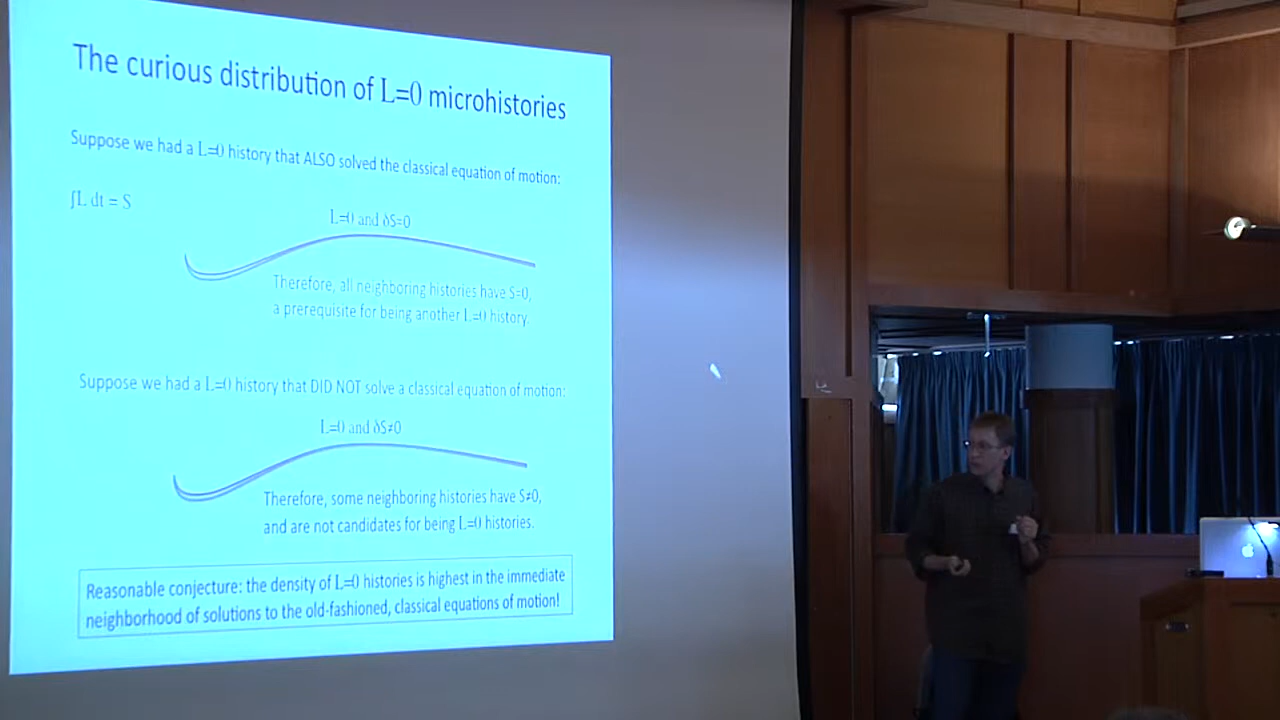 The curious distribution of L=0 microhistories
Suppose we had a L=0 history that ALSO solved the classical equation of motion:
∫L dt = S
L=0 and δS=0
Therefore, all neighboring histories have S=0,
a prerequisite for being another L=0 history.
Suppose we had a L=0 history that DID NOT solve a classical equation of motion:
L=0 and δS≠0
Therefore, some neighboring histories have S≠0,
and are not candidates for being L=0 histories.
Reasonable conjecture: the density of L=0 histories is highest in the immediate
neighborhood of solutions to the old-fashioned, classical equations of motion!